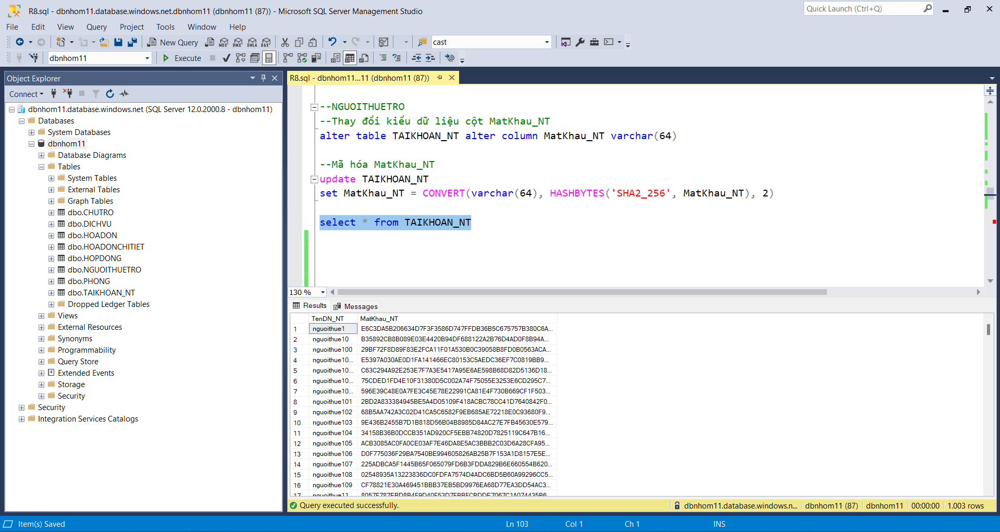 R8.sql - dbnhom11.database.windows.net.dbnhom11 (dbnhom11 (87)) - Microsoft SQL Server Management Studio
Quick Launch (Ctrl+Q)
File Edit View Query Project Tools Window Help
New Query
MDX DMX XMLA DAX
cast
dbnhom11
Execute
Object Explorer
Connect
dbnhom11.database.windows.net (SQL Server 12.0.2000.8 - dbnhom11)
Databases
System Databases
dbnhom11
Database Diagrams
Tables
System Tables
External Tables
Graph Tables
dbo.CHUTRO
dbo.DICHVU
dbo.HOADON
dbo.HOADONCHITIET
dbo.HOPDONG
dbo.NGUOITHUETRO
dbo.PHONG
dbo.TAIKHOAN_NT
Dropped Ledger Tables
Views
External Resources
Synonyms
Programmability
Query Store
Extended Events
Storage
Security
Security
Integration Services Catalogs
R8.sql - dbnhom11...11 (dbnhom11 (87))
--NGUOITHUETRO
--Thay đổi kiểu dữ liệu cột MatKhau_NT
alter table TAIKHOAN_NT alter column MatKhau_NT varchar(64)
--Mã hóa MatKhau_NT
update TAIKHOAN_NT
set MatKhau_NT = CONVERT(varchar(64), HASHBYTES('SHA2_256', MatKhau_NT), 2)
select * from TAIKHOAN_NT
130 %
Results Messages
TenDN_NT MatKhau_NT
1 nguoithue1 E6C3DA5B206634D7F3F3586D747FFDB36B5C675757B380C6A...
2 nguoithue10 B35892CB8B089E03E4420B94DF688122A2B76D4AD0F8B94A...
3 nguoithue100 29BF72F8D89F83E2FCA11F01A530B0C39058B8FD0B0563ACA...
4 nguoithue10... E5397A030AE0D1FA141466EC80153C5AEDC36EF7C0819BB9...
5 nguoithue10... C63C294A92E253E7F7A3E5417A95E6AE598B68D82D5136D18...
6 nguoithue10... 75CDED1FD4E10F31380D5C002A74F75055E3253E6CD295C7...
7 nguoithue10... 596E39C48E0A7FE3C45E78E22991CA81E4F730B669CF1F503...
8 nguoithue101 2BD2A833384945BE5A4D05109F418ACBC78CC41D7640842F0...
9 nguoithue102 68B5AA742A3C02D41CA5C6582F9EB685AE72218E0C93680F9...
10 nguoithue103 9E436B2455B7D1B818D56B04B8985D84AC27E7FB45630E579...
11 nguoithue104 34158B36B0DCCB351AD920CF5EBB74820D7825119C647B16...
12 nguoithue105 ACB3085AC0FA0CE03AF7E46DA8E5AC3BBB2C03D6A28CFA95...
13 nguoithue106 D0F775036F29BA7540BE994605826AB25B7F153A1D8157E5E...
14 nguoithue107 225ADBCA5F1445B65F065079FD6B3FDDA829B6E660554B620...
15 nguoithue108 02548935A13223836DC0FDFA7574D4ADC6BD5B60A99296CC5...
16 nguoithue109 CF78821E30A469451BBB37EB5BD9976EA68D77EA3DD54AC3...
17 nguoithue11
Query executed successfully.
dbnhom11.database.windows.n... dbnhom11 (87) dbnhom11 00:00:00 1.003 rows
Item(s) Saved Ln 103 Col 1 Ch 1 INS